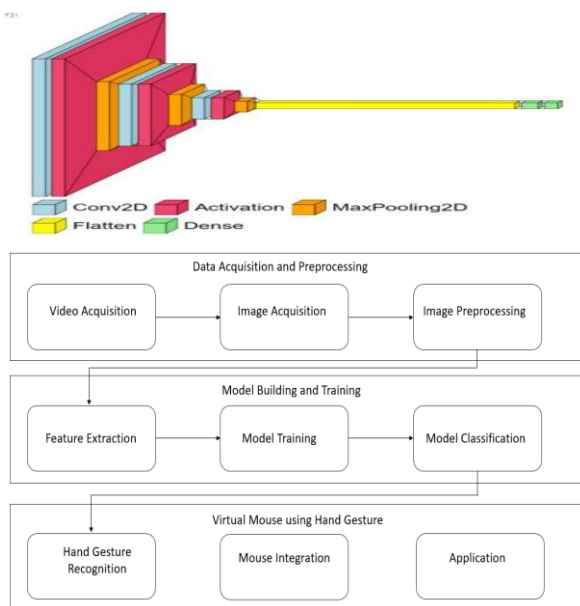 Conv2D Activation MaxPooling2D
Flatten Dense
Data Acquisition and Preprocessing
Video Acquisition Image Acquisition Image Preprocessing
Model Building and Training
Feature Extraction Model Training Model Classification
Virtual Mouse using Hand Gesture
Hand Gesture
Recognition
Mouse Integration
Application